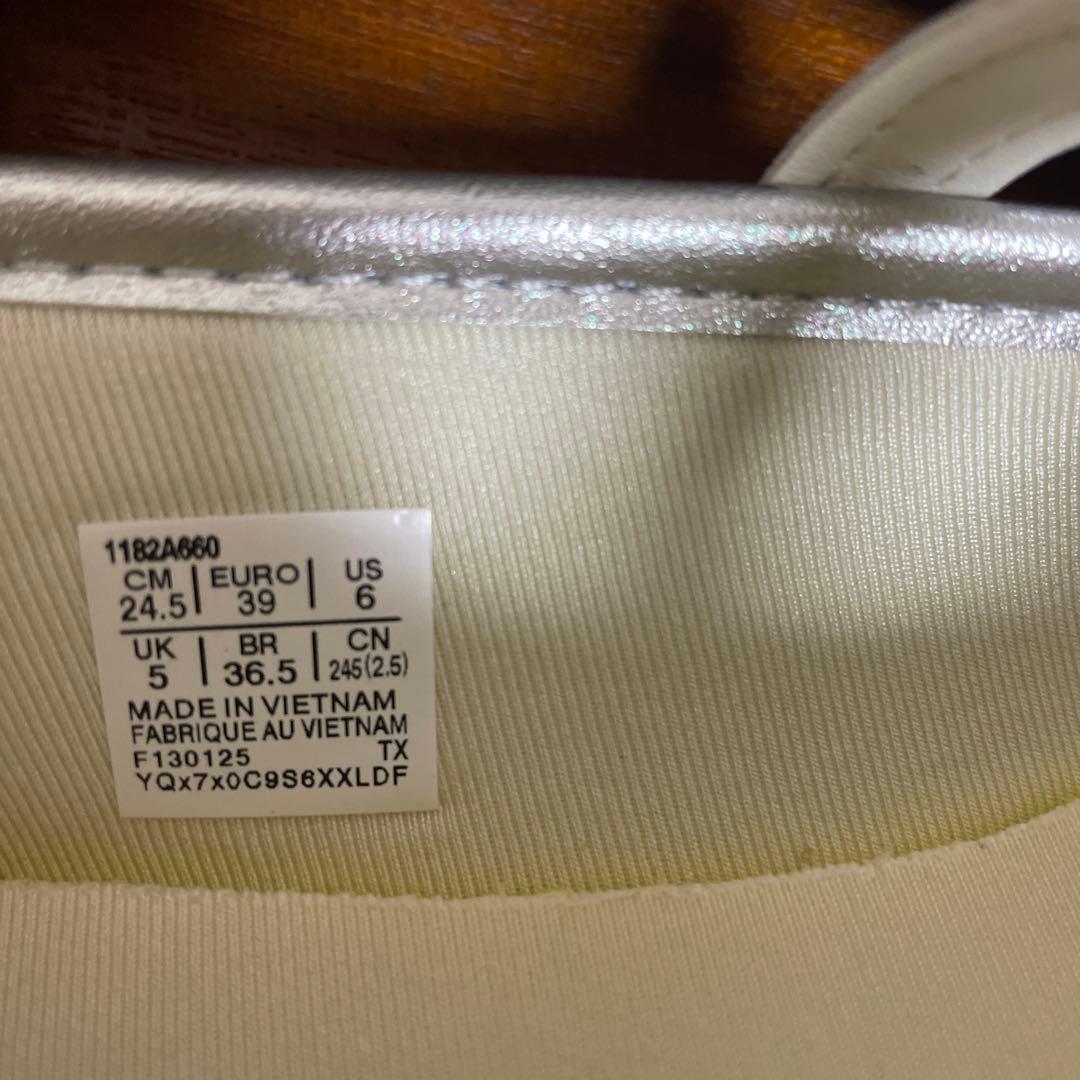 1182A660
CM | EURO | US
24.5 | 39 | 6
UK | BR | CN
5 | 36.5 | 245(2.5)
MADE IN VIETNAM
FABRIQUE AU VIETNAM
F130125 TX
YQx7x0C9S6XXLDF